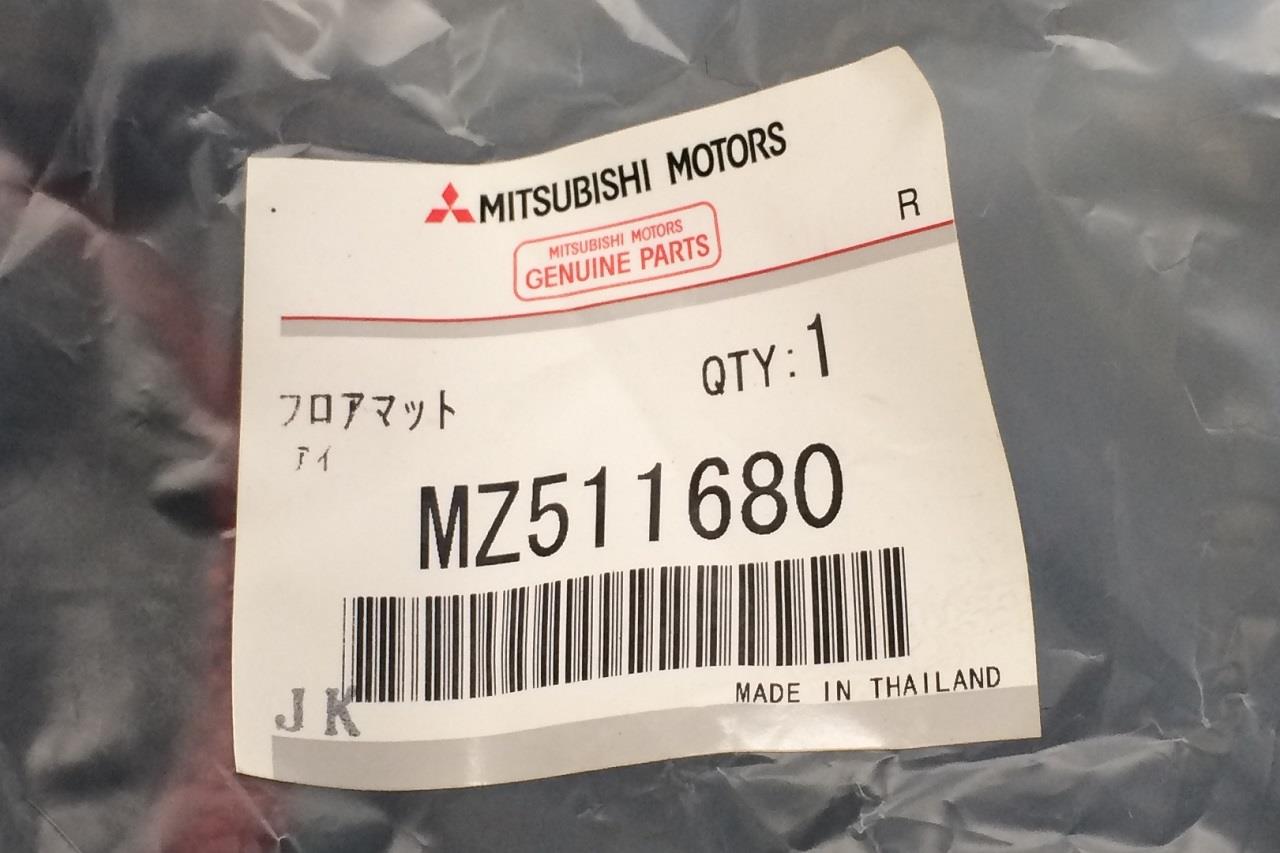 MITSUBISHI MOTORS
MITSUBISHI MOTORS
GENUINE PARTS
R
QTY:1
フロアマット
アイ
MZ511680
MADE IN THAILAND
JK